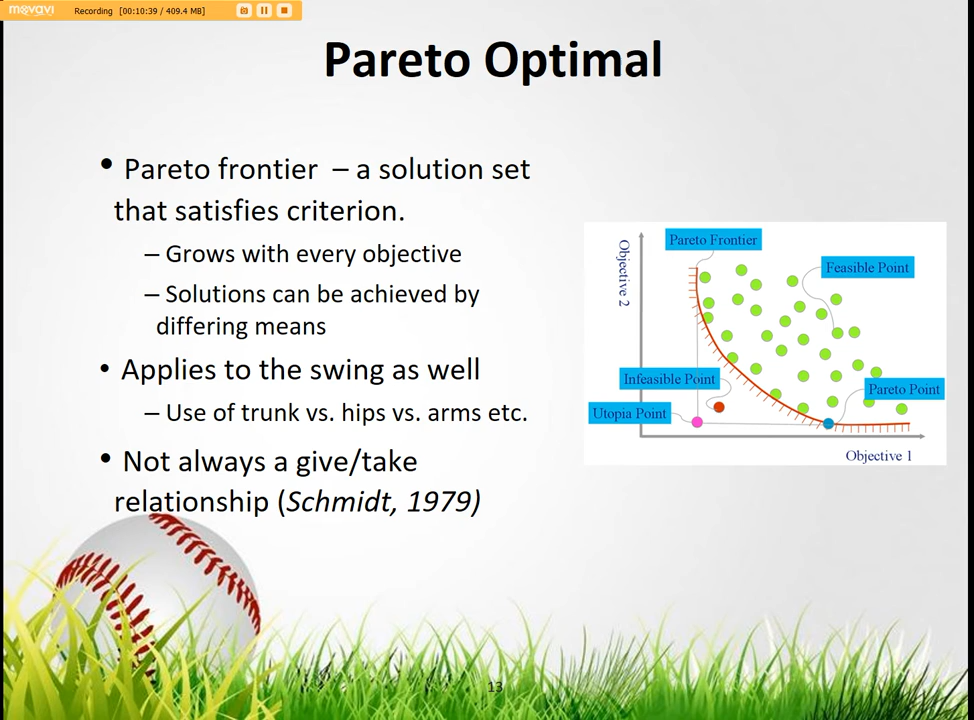 movavi Recording [00:10:39 / 409.4 MB]
Pareto Optimal
• Pareto frontier – a solution set
that satisfies criterion.
– Grows with every objective
– Solutions can be achieved by
differing means
• Applies to the swing as well
– Use of trunk vs. hips vs. arms etc.
• Not always a give/take
relationship (Schmidt, 1979)
Objective 2
Pareto Frontier
Feasible Point
Infeasible Point
Pareto Point
Utopia Point
Objective 1
13